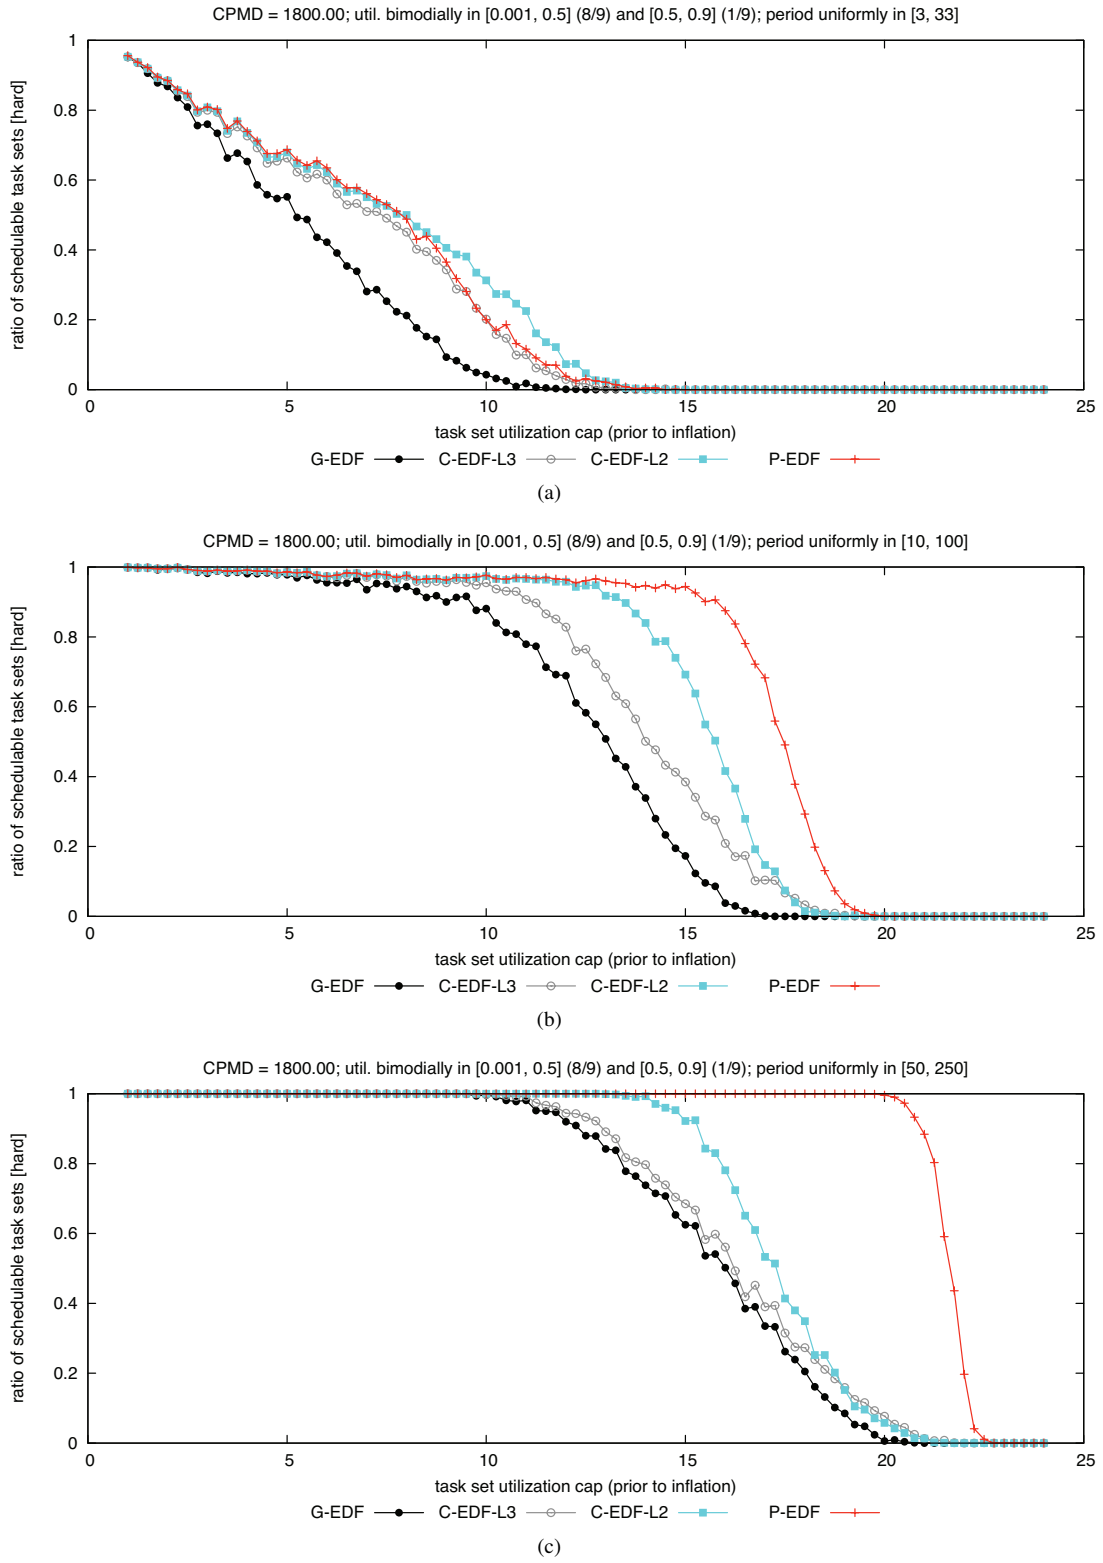 CPMD = 1800.00; util. bimodially in [0.001, 0.5] (8/9) and [0.5, 0.9] (1/9); period uniformly in [3, 33]
ratio of schedulable task sets [hard]
1
0.8
0.6
0.4
0.2
0
0 5 10 15 20 25
task set utilization cap (prior to inflation)
G-EDF C-EDF-L3 C-EDF-L2 P-EDF
(a)
CPMD = 1800.00; util. bimodially in [0.001, 0.5] (8/9) and [0.5, 0.9] (1/9); period uniformly in [10, 100]
ratio of schedulable task sets [hard]
1
0.8
0.6
0.4
0.2
0
0 5 10 15 20 25
task set utilization cap (prior to inflation)
G-EDF C-EDF-L3 C-EDF-L2 P-EDF
(b)
CPMD = 1800.00; util. bimodially in [0.001, 0.5] (8/9) and [0.5, 0.9] (1/9); period uniformly in [50, 250]
ratio of schedulable task sets [hard]
1
0.8
0.6
0.4
0.2
0
0 5 10 15 20 25
task set utilization cap (prior to inflation)
G-EDF C-EDF-L3 C-EDF-L2 P-EDF
(c)